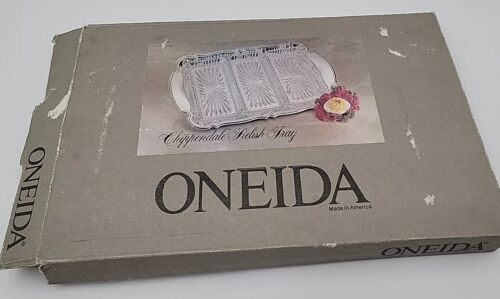 Chippendale Relish Tray
ONEIDA
Made in America
ONEIDA
ONEIDA